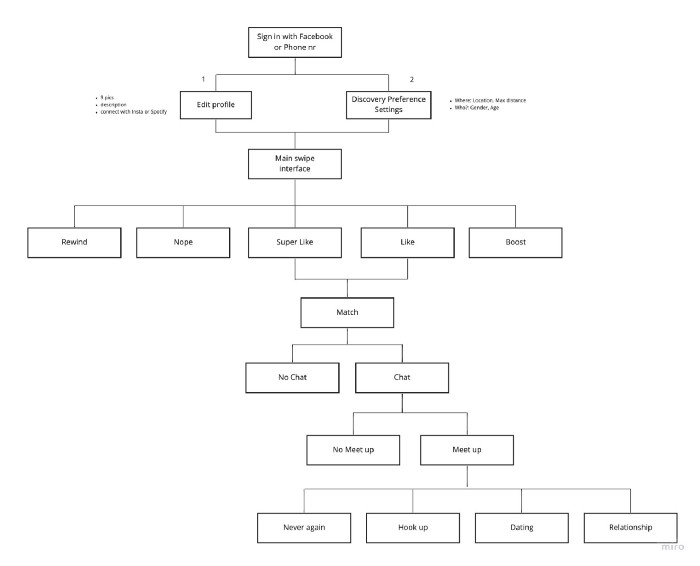 Sign in with Facebook
or Phone nr
1
2
• 9 pics
• description
• connect with Insta or Spotify
Edit profile
Discovery Preference
Settings
• Where: Location, Max distance
• Who?: Gender, Age
Main swipe
interface
Rewind
Nope
Super Like
Like
Boost
Match
No Chat
Chat
No Meet up
Meet up
Never again
Hook up
Dating
Relationship
miro